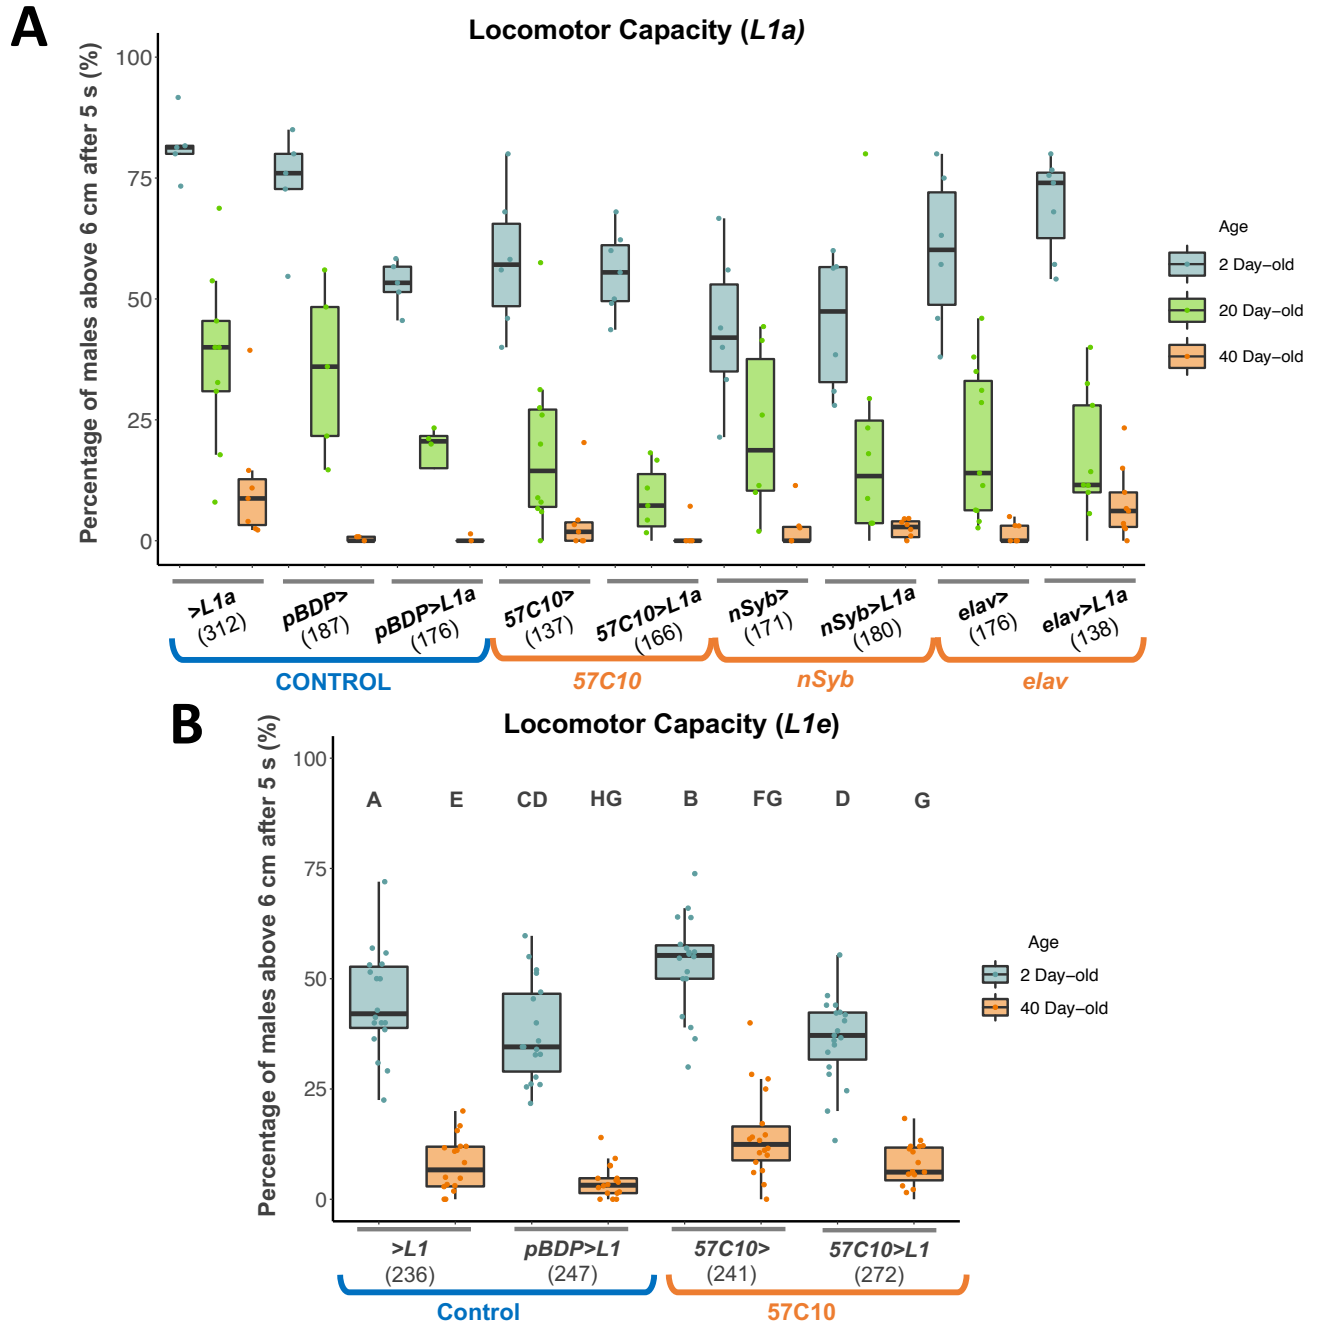 A
Locomotor Capacity (L1a)
Percentage of males above 6 cm after 5 s (%)
100
75
50
25
0
Age
2 Day−old
20 Day−old
40 Day−old
>L1a
(312)
pBDP>
(187)
pBDP>L1a
(176)
57C10>
(137)
57C10>L1a
(166)
nSyb>
(171)
nSyb>L1a
(180)
elav>
(176)
elav>L1a
(138)
CONTROL
57C10
nSyb
elav
B
Locomotor Capacity (L1e)
Percentage of males above 6 cm after 5 s (%)
100
75
50
25
0
A E CD HG B FG D G
Age
2 Day−old
40 Day−old
>L1
(236)
pBDP>L1
(247)
57C10>
(241)
57C10>L1
(272)
Control
57C10